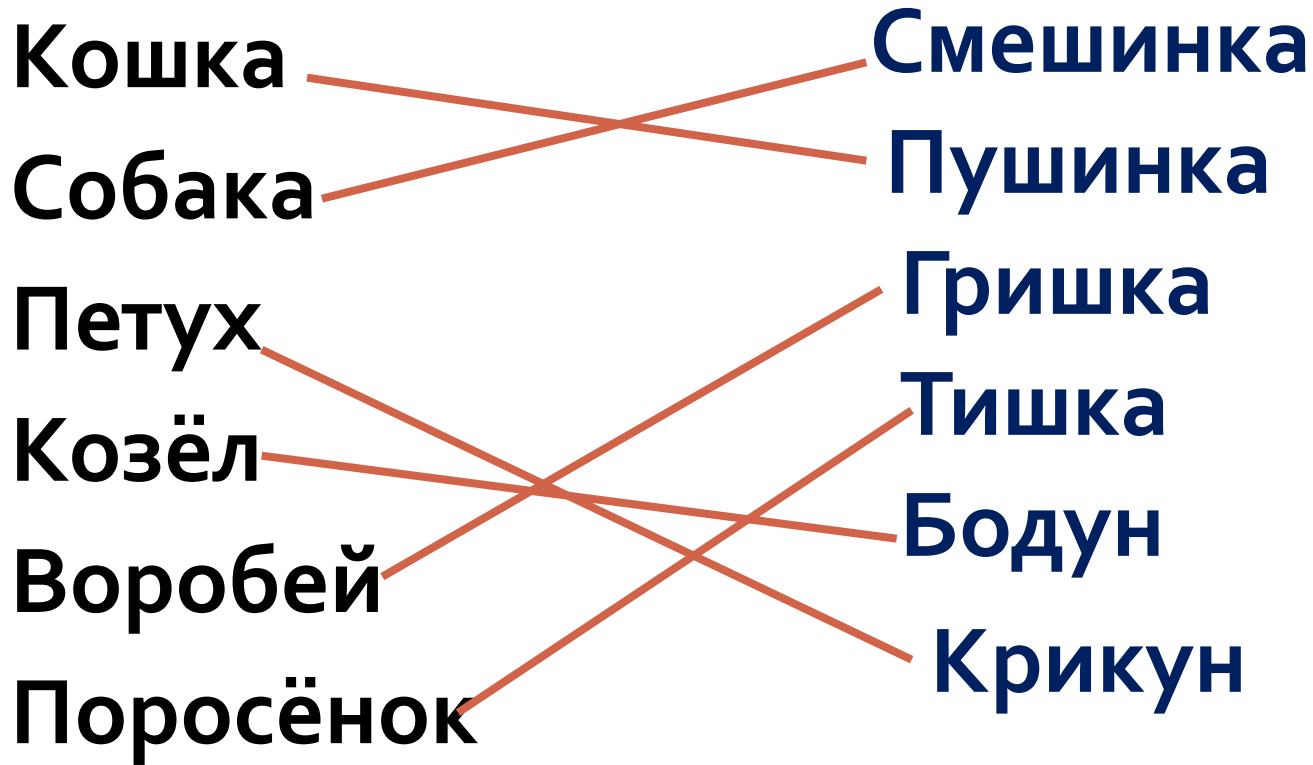 Кошка
Смешинка
Собака
Пушинка
Петух
Гришка
Козёл
Тишка
Воробей
Бодун
Поросёнок
Крикун